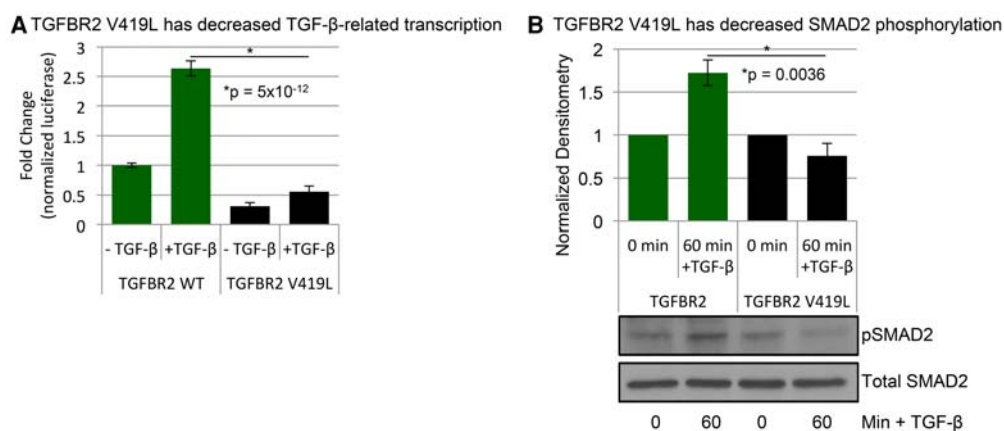 A TGFBR2 V419L has decreased TGF-β-related transcription
Fold Change
(normalized luciferase)
3
2.5
2
1
0.5
0
*
*p = 5x10-12
- TGF-β +TGF-β - TGF-β +TGF-β
TGFBR2 WT TGFBR2 V419L
B TGFBR2 V419L has decreased SMAD2 phosphorylation
Normalized Densitometry
2
1.5
1
0.5
0
*
*p = 0.0036
0 min 60 min 0 min 60 min
+TGF-β +TGF-β
TGFBR2 TGFBR2 V419L
pSMAD2
Total SMAD2
0 60 0 60 Min + TGF-β